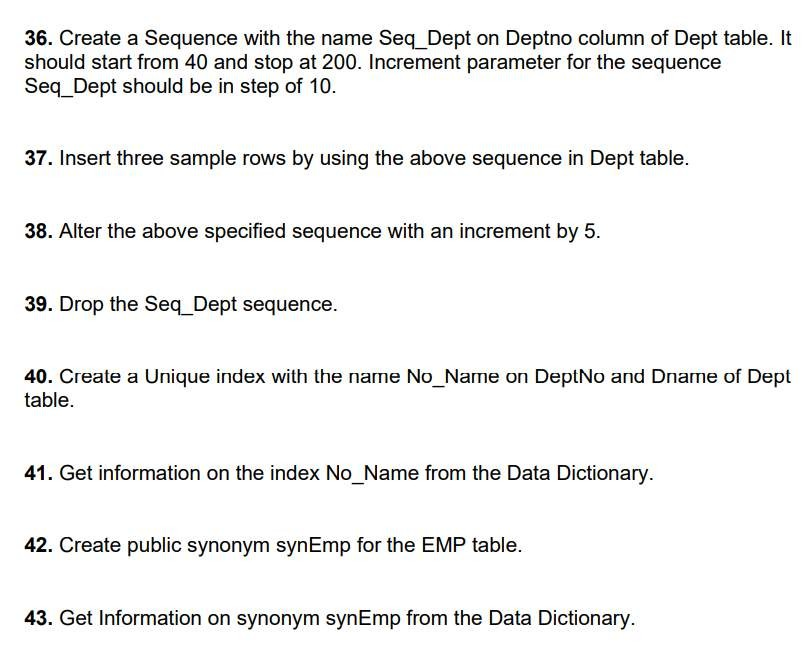 36. Create a Sequence with the name Seq_Dept on Deptno column of Dept table. It
should start from 40 and stop at 200. Increment parameter for the sequence
Seq_Dept should be in step of 10.
37. Insert three sample rows by using the above sequence in Dept table.
38. Alter the above specified sequence with an increment by 5.
39. Drop the Seq_Dept sequence.
40. Create a Unique index with the name No_Name on DeptNo and Dname of Dept
table.
41. Get information on the index No_Name from the Data Dictionary.
42. Create public synonym synEmp for the EMP table.
43. Get Information on synonym synEmp from the Data Dictionary.